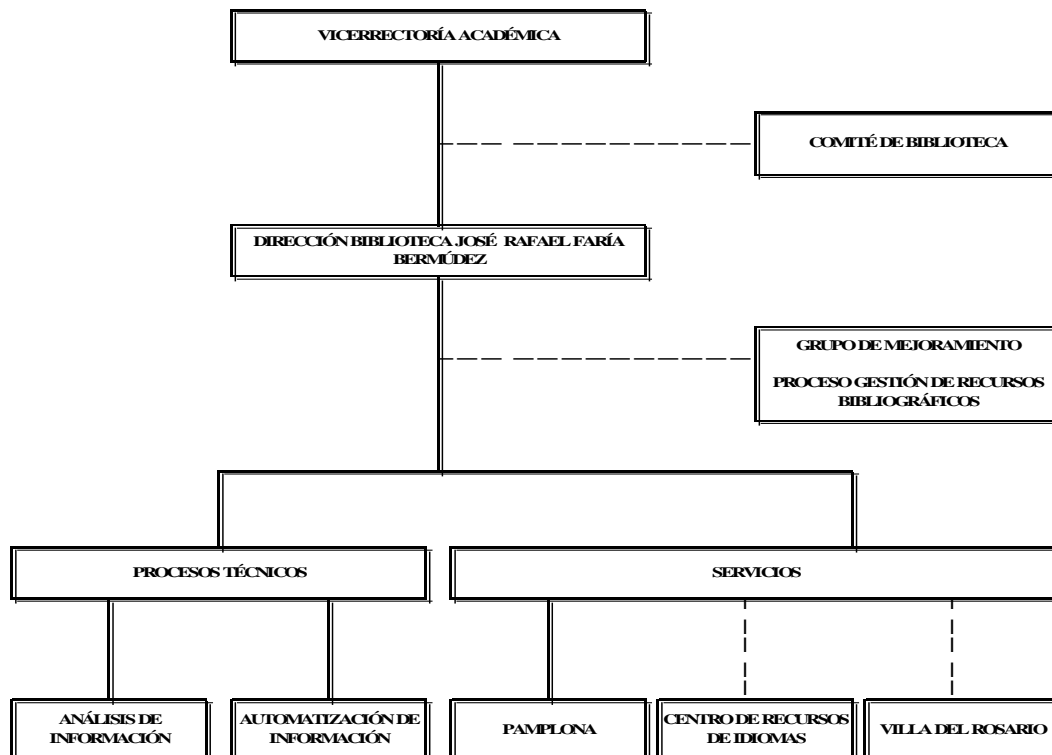 VICERRECTORÍA ACADÉMICA
COMITÉ DE BIBLIOTECA
DIRECCIÓN BIBLIOTECA JOSÉ RAFAEL FARÍA
BERMÚDEZ
GRUPO DE MEJORAMIENTO
PROCESO GESTIÓN DE RECURSOS
BIBLIOGRÁFICOS
PROCESOS TÉCNICOS
SERVICIOS
ANÁLISIS DE
INFORMACIÓN
AUTOMATIZACIÓN DE
INFORMACIÓN
PAMPLONA
CENTRO DE RECURSOS
DE IDIOMAS
VILLA DEL ROSARIO